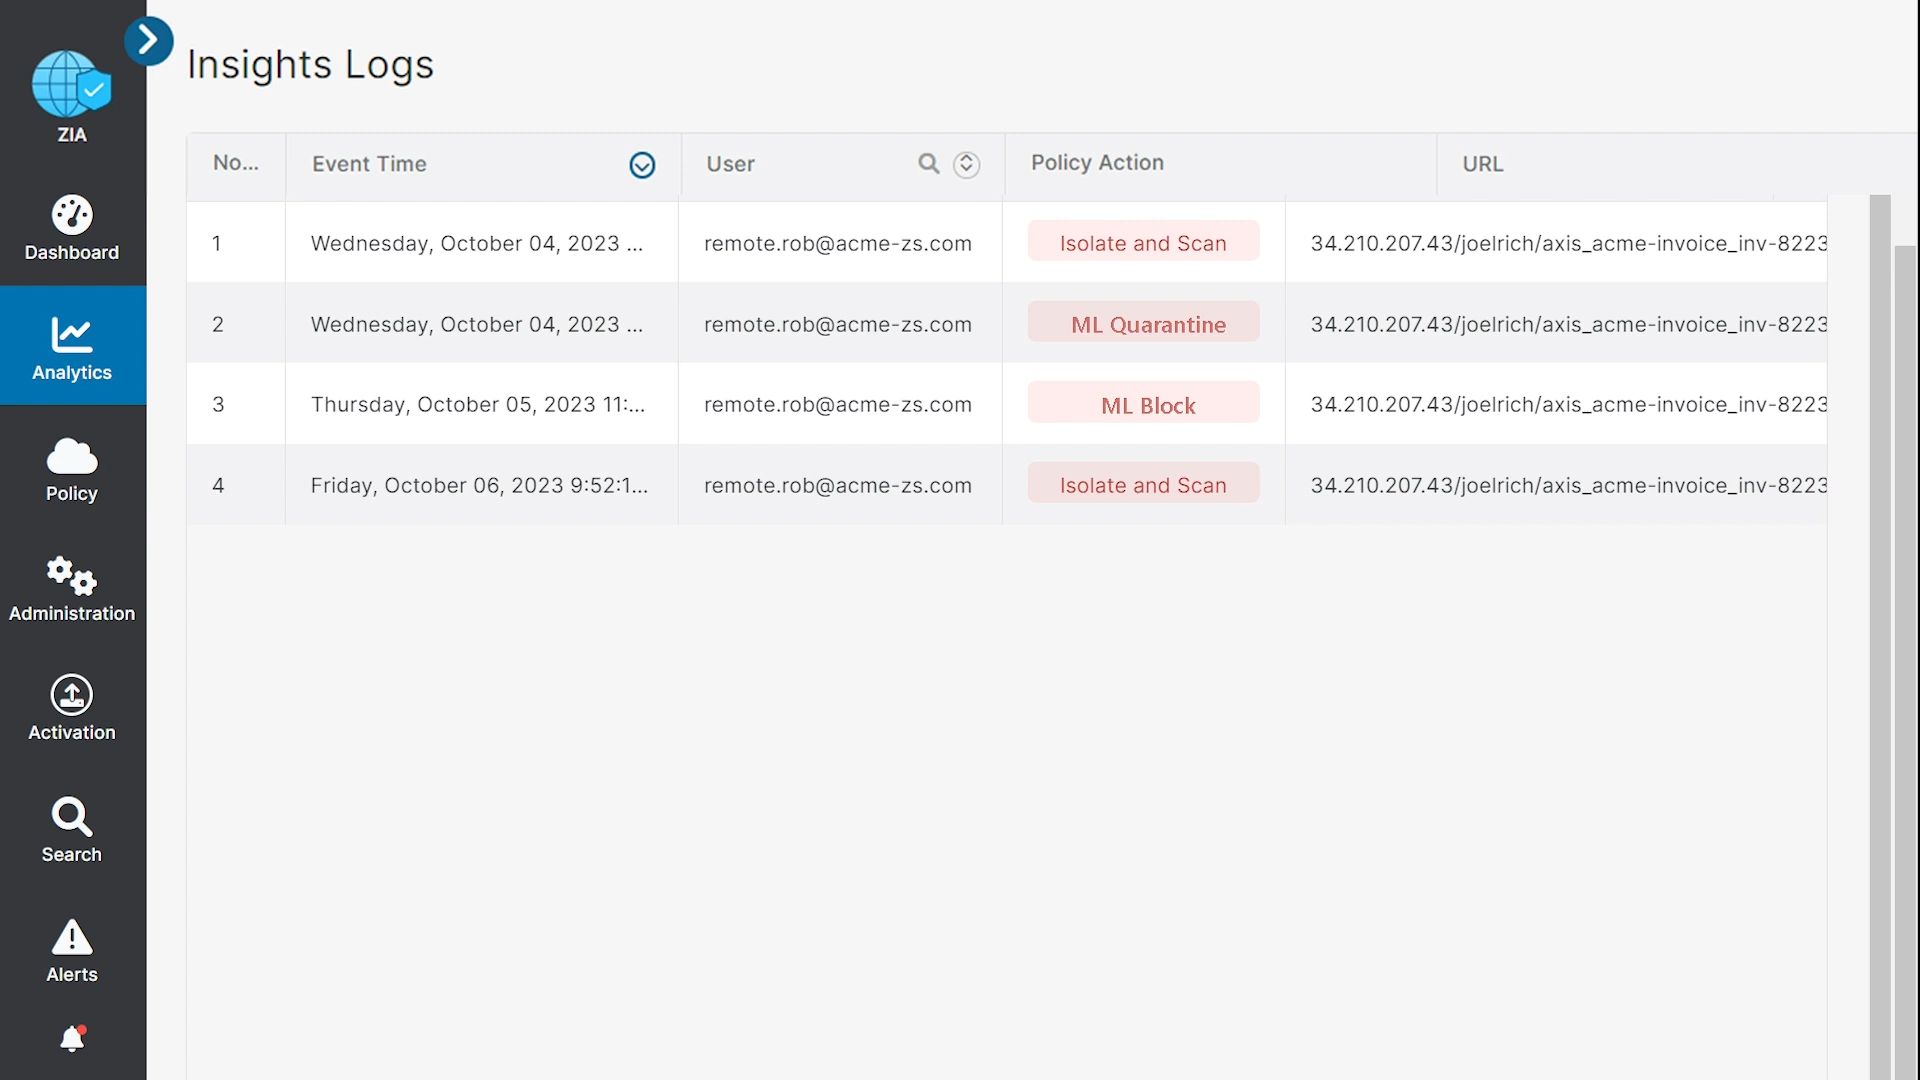 ZIA
Dashboard
Analytics
Policy
Administration
Activation
Search
Alerts
Insights Logs
No... Event Time User Policy Action URL
1 Wednesday, October 04, 2023 ... remote.rob@acme-zs.com Isolate and Scan 34.210.207.43/joelrich/axis_acme-invoice_inv-8223
2 Wednesday, October 04, 2023 ... remote.rob@acme-zs.com ML Quarantine 34.210.207.43/joelrich/axis_acme-invoice_inv-8223
3 Thursday, October 05, 2023 11:... remote.rob@acme-zs.com ML Block 34.210.207.43/joelrich/axis_acme-invoice_inv-8223
4 Friday, October 06, 2023 9:52:1... remote.rob@acme-zs.com Isolate and Scan 34.210.207.43/joelrich/axis_acme-invoice_inv-8223